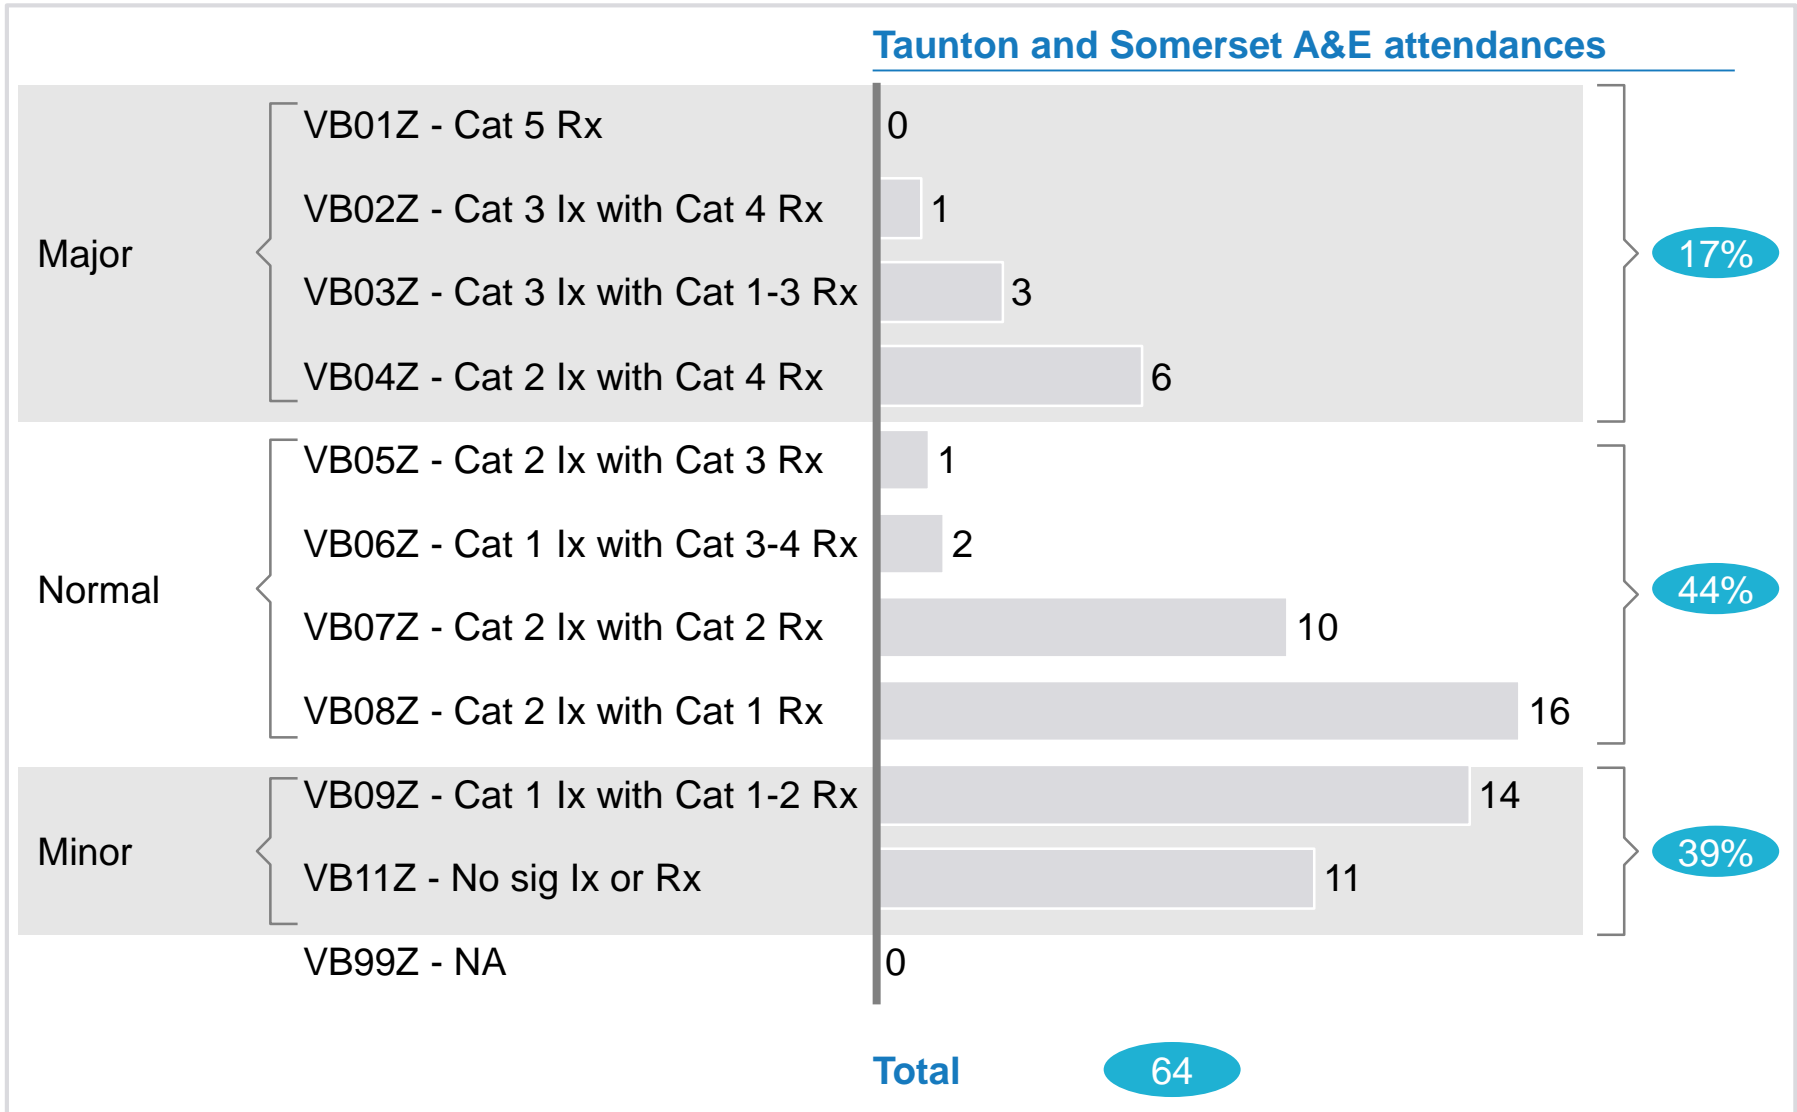 Taunton and Somerset A&E attendances
Major
VB01Z - Cat 5 Rx 0
VB02Z - Cat 3 Ix with Cat 4 Rx 1
VB03Z - Cat 3 Ix with Cat 1-3 Rx 3
VB04Z - Cat 2 Ix with Cat 4 Rx 6
17%
Normal
VB05Z - Cat 2 Ix with Cat 3 Rx 1
VB06Z - Cat 1 Ix with Cat 3-4 Rx 2
VB07Z - Cat 2 Ix with Cat 2 Rx 10
VB08Z - Cat 2 Ix with Cat 1 Rx 16
44%
Minor
VB09Z - Cat 1 Ix with Cat 1-2 Rx 14
VB11Z - No sig Ix or Rx 11
39%
VB99Z - NA 0
Total 64